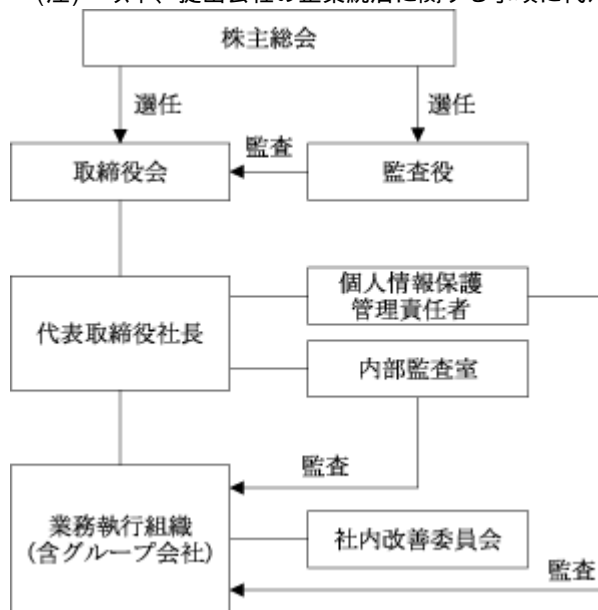 株主総会
選任
選任
取締役会
監査
監査役
個人情報保護
管理責任者
代表取締役社長
内部監査室
監査
業務執行組織
(含グループ会社)
社内改善委員会
監査